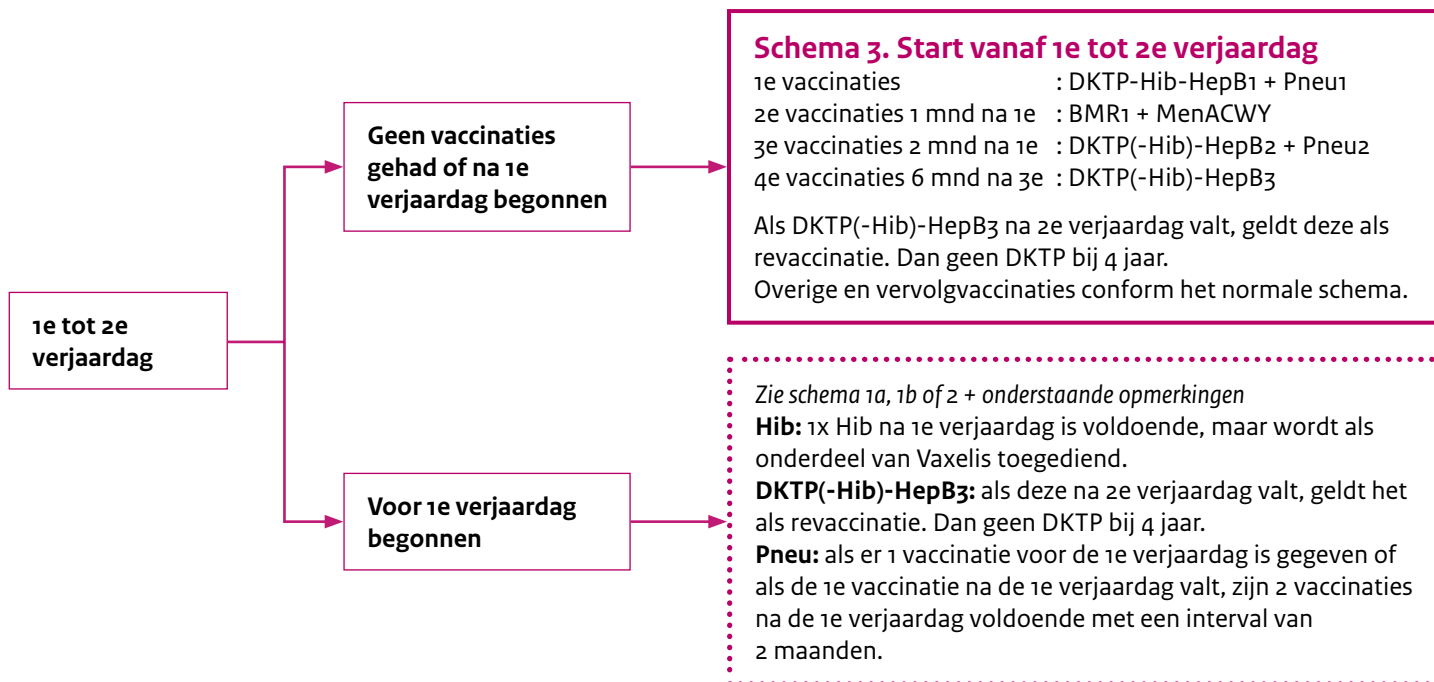 1e tot 2e
verjaardag
Geen vaccinaties
gehad of na 1e
verjaardag begonnen
Schema 3. Start vanaf 1e tot 2e verjaardag
1e vaccinaties : DKTP-Hib-HepB1 + Pneu1
2e vaccinaties 1 mnd na 1e : BMR1 + MenACWY
3e vaccinaties 2 mnd na 1e : DKTP(-Hib)-HepB2 + Pneu2
4e vaccinaties 6 mnd na 3e : DKTP(-Hib)-HepB3
Als DKTP(-Hib)-HepB3 na 2e verjaardag valt, geldt deze als
revaccinatie. Dan geen DKTP bij 4 jaar.
Overige en vervolgvaccinaties conform het normale schema.
Voor 1e verjaardag
begonnen
Zie schema 1a, 1b of 2 + onderstaande opmerkingen
Hib: 1x Hib na 1e verjaardag is voldoende, maar wordt als
onderdeel van Vaxelis toegediend.
DKTP(-Hib)-HepB3: als deze na 2e verjaardag valt, geldt het
als revaccinatie. Dan geen DKTP bij 4 jaar.
Pneu: als er 1 vaccinatie voor de 1e verjaardag is gegeven of
als de 1e vaccinatie na de 1e verjaardag valt, zijn 2 vaccinaties
na de 1e verjaardag voldoende met een interval van
2 maanden.